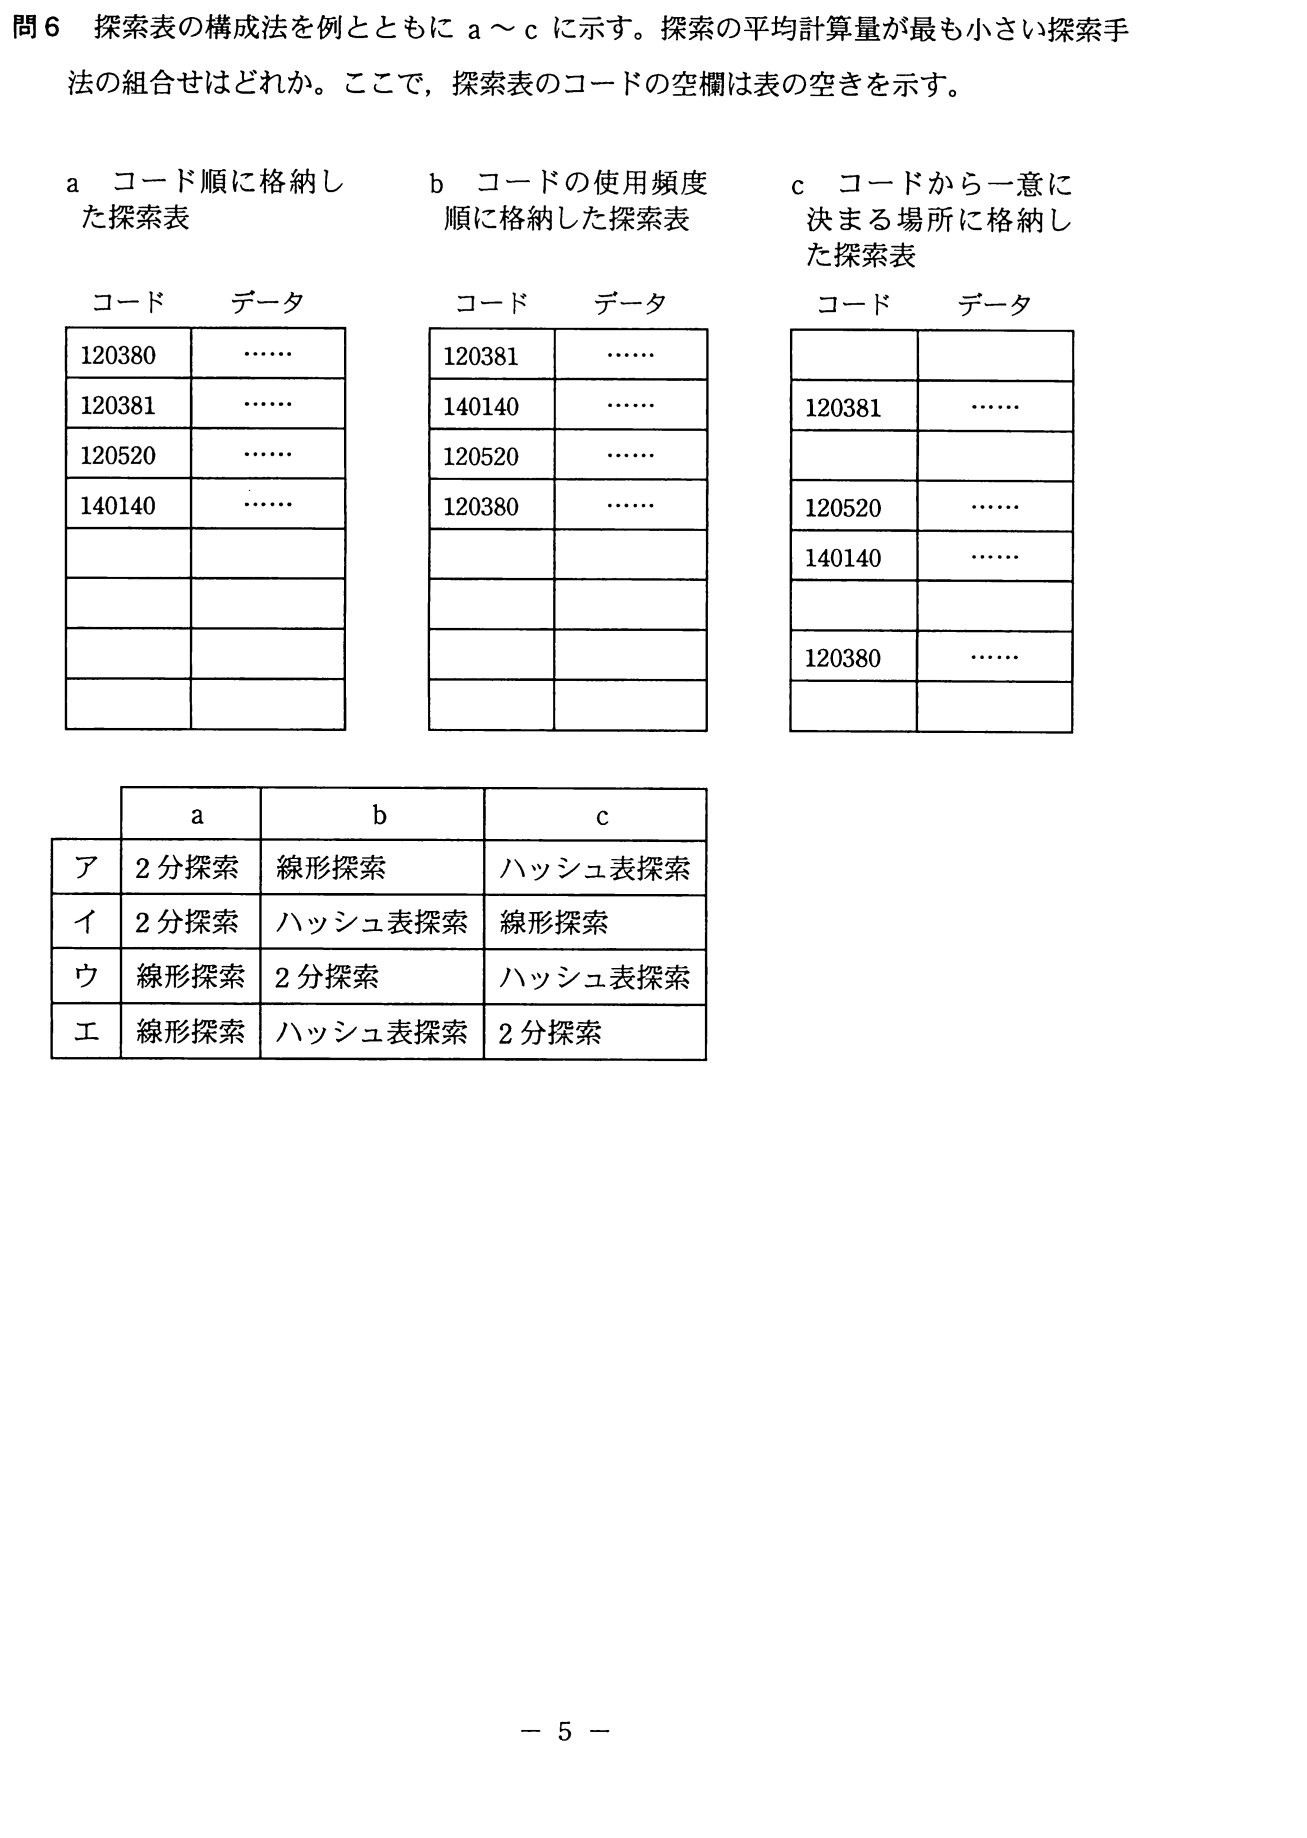 問6　探索表の構成法を例とともに a～c に示す。探索の平均計算量が最も小さい探索手
法の組合せはどれか。ここで，探索表のコードの空欄は表の空きを示す。
a　コード順に格納し
た探索表
b　コードの使用頻度
順に格納した探索表
c　コードから一意に
決まる場所に格納し
た探索表
コード　データ
120380　……
120381　……
120520　……
140140　……
コード　データ
120381　……
140140　……
120520　……
120380　……
コード　データ
120381　……
120520　……
140140　……
120380　……
a　b　c
ア　2分探索　線形探索　ハッシュ表探索
イ　2分探索　ハッシュ表探索　線形探索
ウ　線形探索　2分探索　ハッシュ表探索
エ　線形探索　ハッシュ表探索　2分探索
－ 5 －